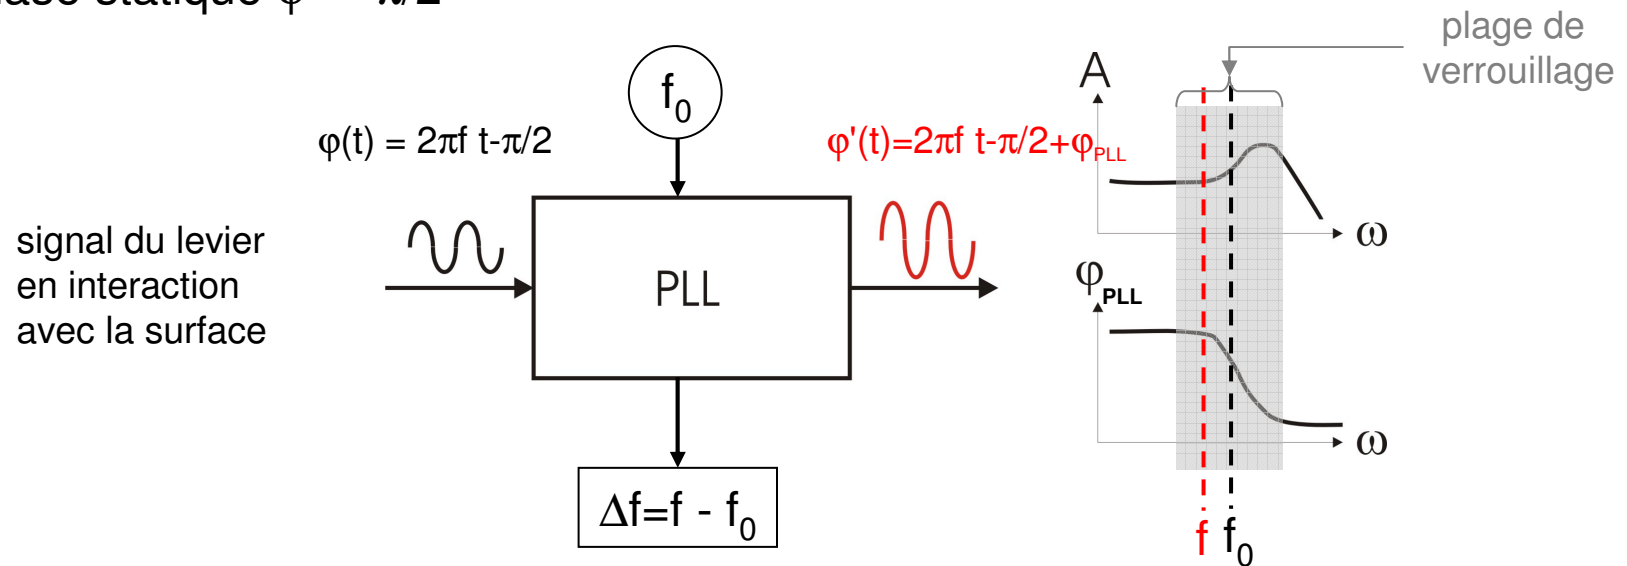 plage de
verrouillage
f0
A
φ(t) = 2πf t-π/2
φ'(t)=2πf t-π/2+φPLL
signal du levier
en interaction
avec la surface
PLL
ω
φPLL
ω
Δf=f - f0
f f0